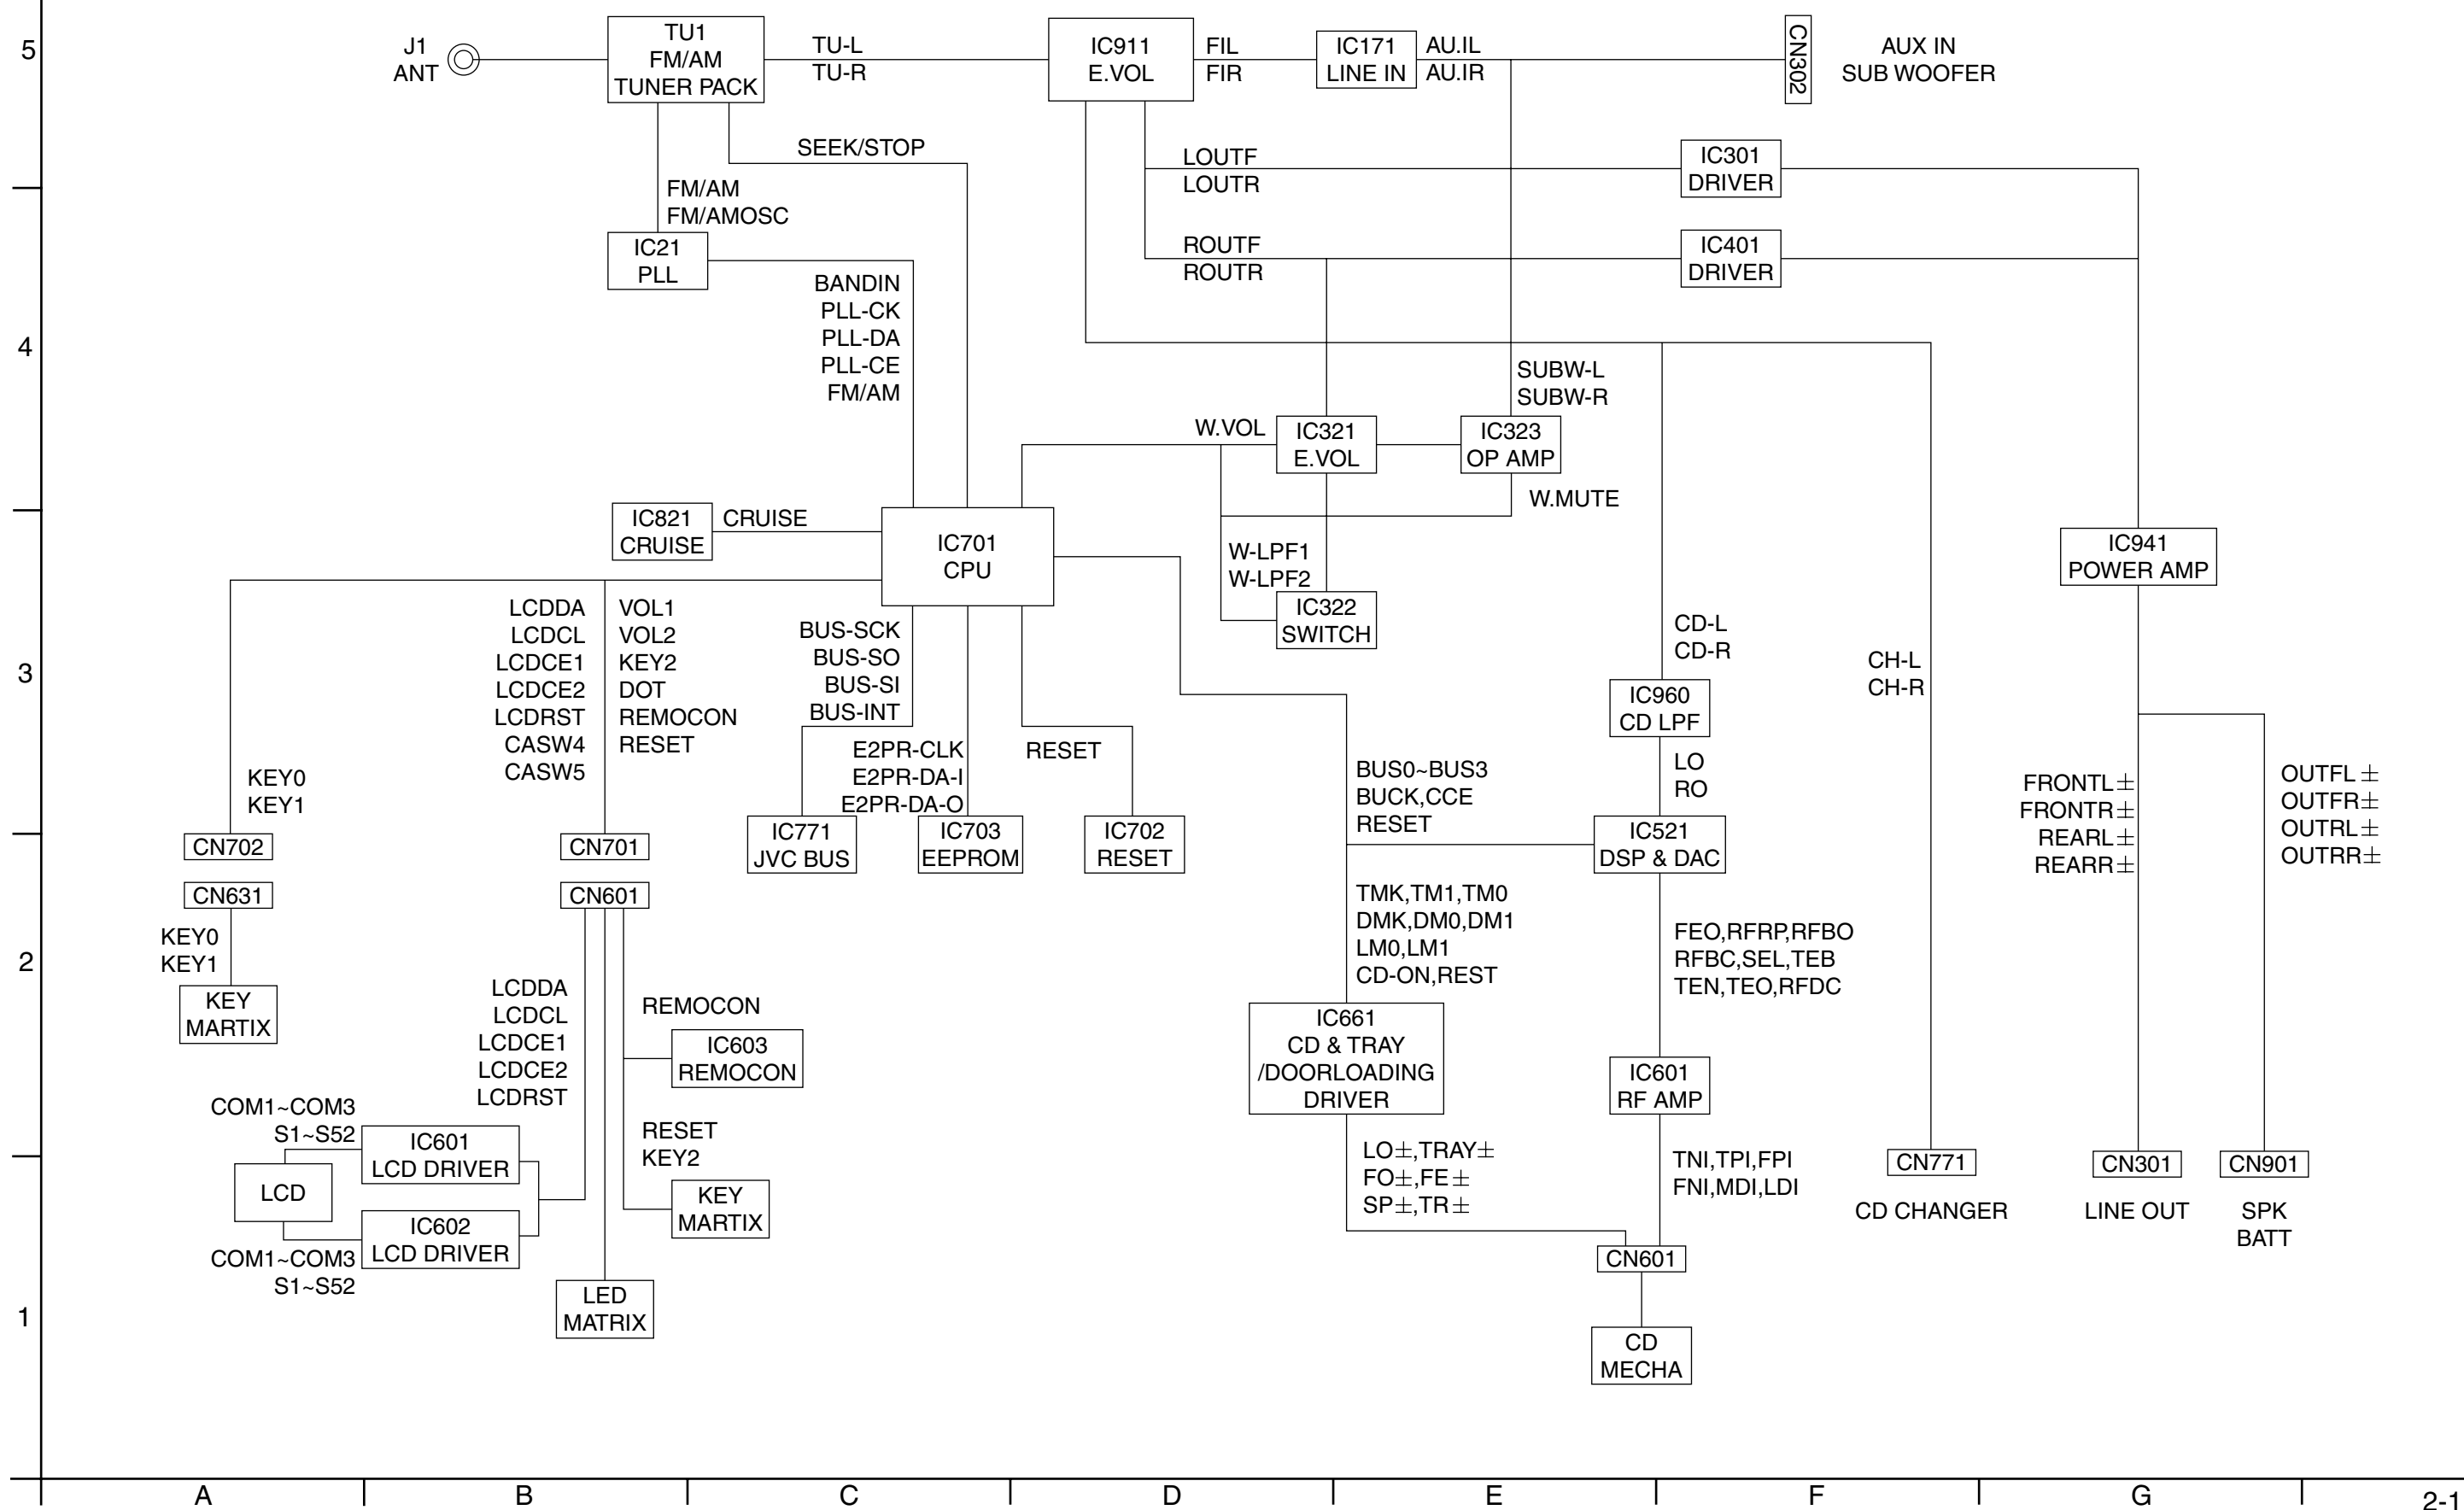 5
J1
ANT
TU1
FM/AM
TUNER PACK
TU-L
TU-R
IC911
E.VOL
FIL
FIR
IC171
LINE IN
AU.IL
AU.IR
CN302
AUX IN
SUB WOOFER
SEEK/STOP
LOUTF
LOUTR
IC301
DRIVER
FM/AM
FM/AMOSC
IC21
PLL
ROUTF
ROUTR
IC401
DRIVER
4
BANDIN
PLL-CK
PLL-DA
PLL-CE
FM/AM
SUBW-L
SUBW-R
W.VOL
IC321
E.VOL
IC323
OP AMP
W.MUTE
IC821
CRUISE
CRUISE
IC701
CPU
W-LPF1
W-LPF2
IC322
SWITCH
IC941
POWER AMP
3
LCDDA
LCDCL
LCDCE1
LCDCE2
LCDRST
CASW4
CASW5
VOL1
VOL2
KEY2
DOT
REMOCON
RESET
BUS-SCK
BUS-SO
BUS-SI
BUS-INT
CD-L
CD-R
CH-L
CH-R
IC960
CD LPF
KEY0
KEY1
E2PR-CLK
E2PR-DA-I
E2PR-DA-O
RESET
BUS0~BUS3
BUCK,CCE
RESET
LO
RO
FRONTL±
FRONTR±
REARL±
REARR±
OUTFL±
OUTFR±
OUTRL±
OUTRR±
CN702
CN701
IC771
JVC BUS
IC703
EEPROM
IC702
RESET
IC521
DSP & DAC
CN631
CN601
2
KEY0
KEY1
KEY
MARTIX
LCDDA
LCDCL
LCDCE1
LCDCE2
LCDRST
REMOCON
IC603
REMOCON
TMK,TM1,TM0
DMK,DM0,DM1
LM0,LM1
CD-ON,REST
FEO,RFRP,RFBO
RFBC,SEL,TEB
TEN,TEO,RFDC
IC661
CD & TRAY
/DOORLOADING
DRIVER
IC601
RF AMP
COM1~COM3
S1~S52
IC601
LCD DRIVER
RESET
KEY2
LCD
KEY
MARTIX
IC602
LCD DRIVER
COM1~COM3
S1~S52
LO±,TRAY±
FO±,FE±
SP±,TR±
TNI,TPI,FPI
FNI,MDI,LDI
CN771
CD CHANGER
CN301
LINE OUT
CN901
SPK
BATT
CN601
1
LED
MATRIX
CD
MECHA
A
B
C
D
E
F
G
2-1